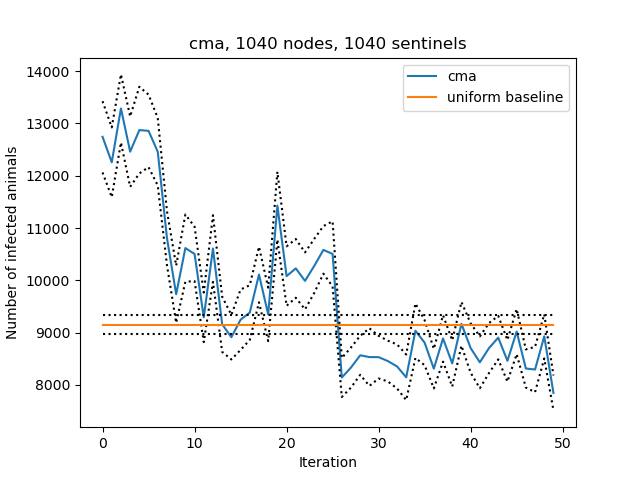 cma, 1040 nodes, 1040 sentinels
cma
uniform baseline
Number of infected animals
14000
13000
12000
11000
10000
9000
8000
0 10 20 30 40 50
Iteration